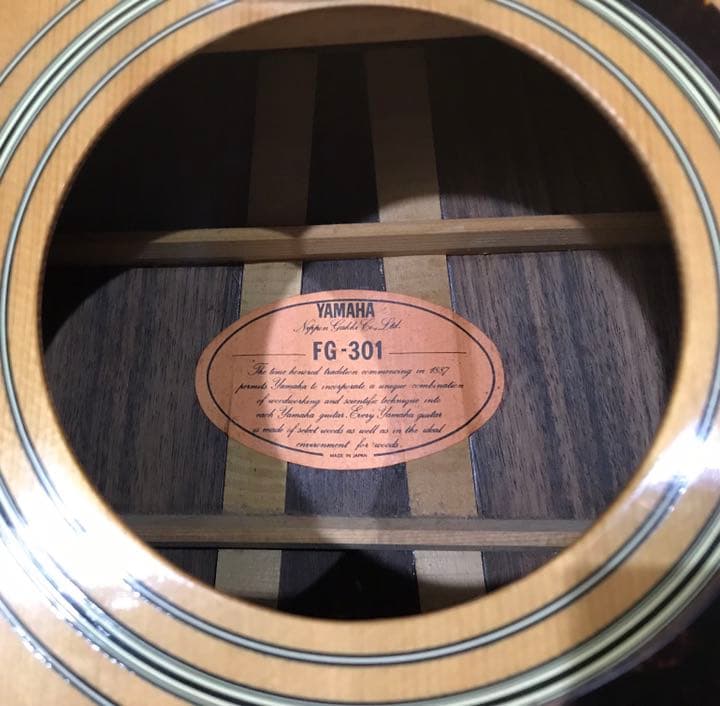 YAMAHA
Nippon Gakki Co., Ltd.
FG-301
The time honored tradition commencing in 1887
permits Yamaha to incorporate a unique combination
of woodworking and scientific technique into
each Yamaha guitar. Every Yamaha guitar
is made of select woods as well as in the ideal
environment for woods.
MADE IN JAPAN